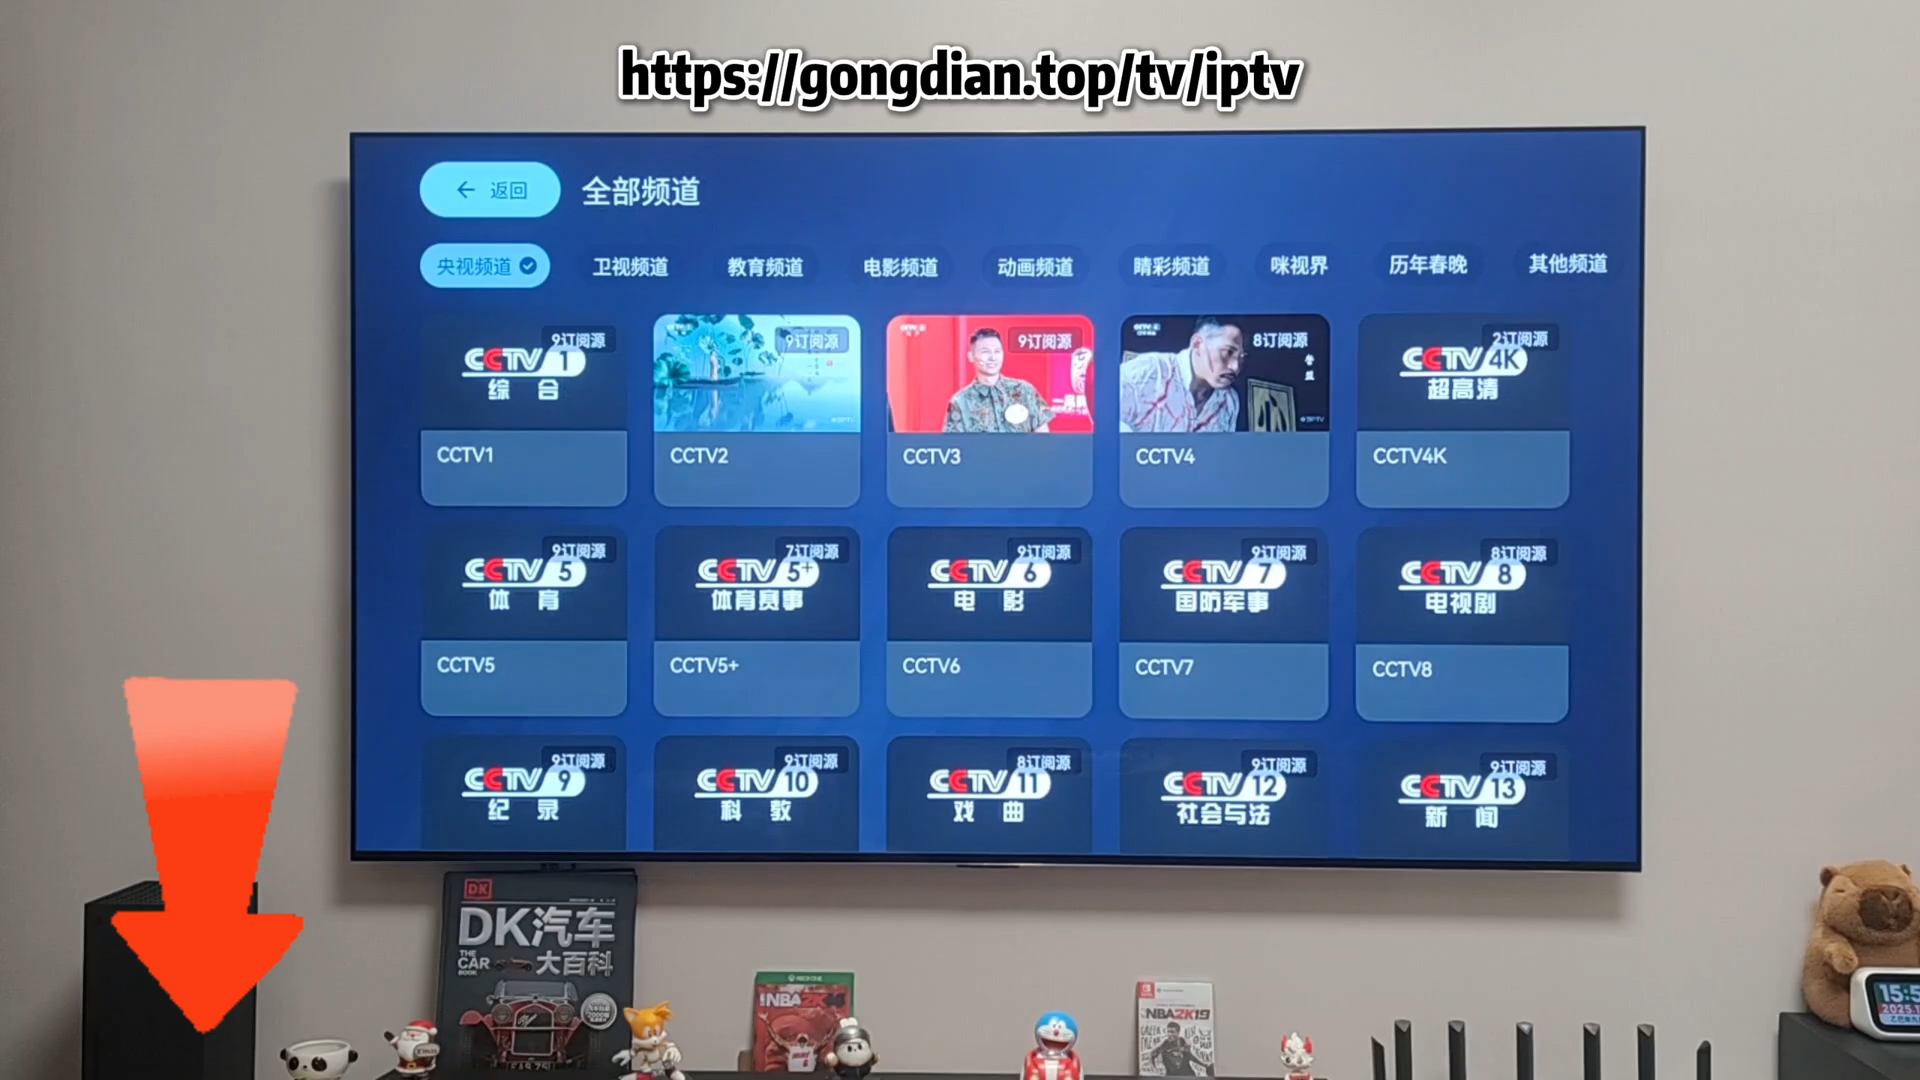 https://gongdian.top/tv/iptv
← 返回
全部频道
央视频道
卫视频道
教育频道
电影频道
动画频道
睛彩频道
咪视界
历年春晚
其他频道
9订阅源
CCTV 1
综合
CCTV1
9订阅源
CCTV2
9订阅源
CCTV3
8订阅源
CCTV4
2订阅源
CCTV 4K
超高清
CCTV4K
9订阅源
CCTV 5
体育
CCTV5
7订阅源
CCTV 5+
体育赛事
CCTV5+
9订阅源
CCTV 6
电影
CCTV6
9订阅源
CCTV 7
国防军事
CCTV7
8订阅源
CCTV 8
电视剧
CCTV8
9订阅源
CCTV 9
纪录
9订阅源
CCTV 10
科教
8订阅源
CCTV 11
戏曲
9订阅源
CCTV 12
社会与法
9订阅源
CCTV 13
新闻
DK
DK汽车
THE
CAR
BOOK
大百科
XBOX ONE
NBA2K
NBA2K19
15:5
2025